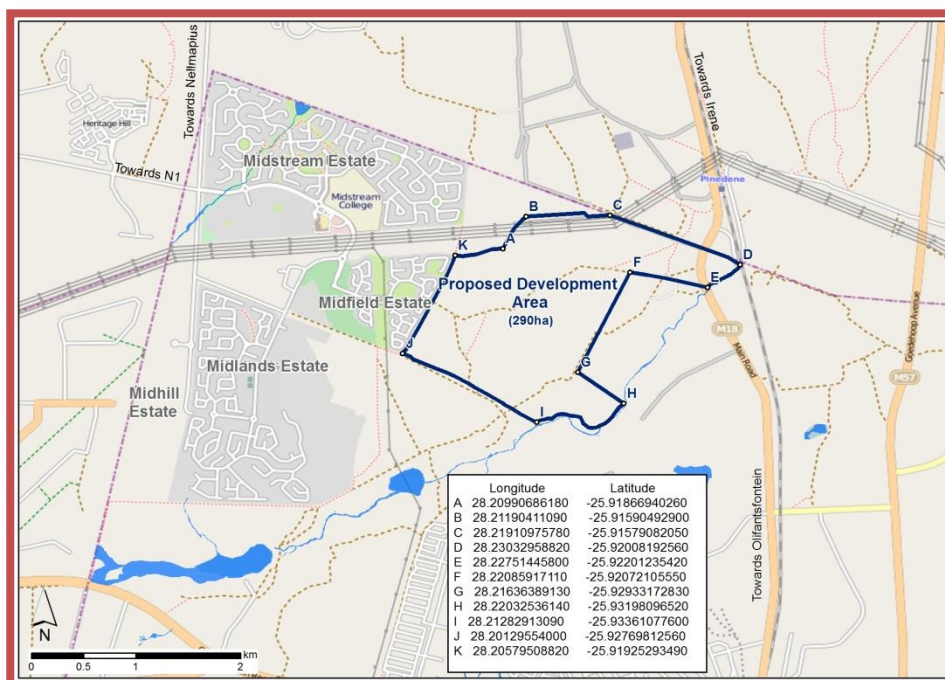 Towards Nellmapius
Heritage Hill
Towards N1
Midstream Estate
Midstream
College
Towards Irene
Pinedene
B
C
K
A
D
F
E
Proposed Development
Area
(290ha)
Midfield Estate
J
G
H
I
M18
Main Road
Goedehoop Avenue
M57
Midlands Estate
Midhill
Estate
Towards Olifantsfontein
Longitude Latitude
A 28.20990686180 -25.91866940260
B 28.21190411090 -25.91590492900
C 28.21910975780 -25.91579082050
D 28.23032958820 -25.92008192560
E 28.22751445800 -25.92201235420
F 28.22085917110 -25.92072105550
G 28.21636389130 -25.92933172830
H 28.22032536140 -25.93198096520
I 28.21282913090 -25.93361077600
J 28.20129554000 -25.92769812560
K 28.20579508820 -25.91925293490
N
km
0 0.5 1 2